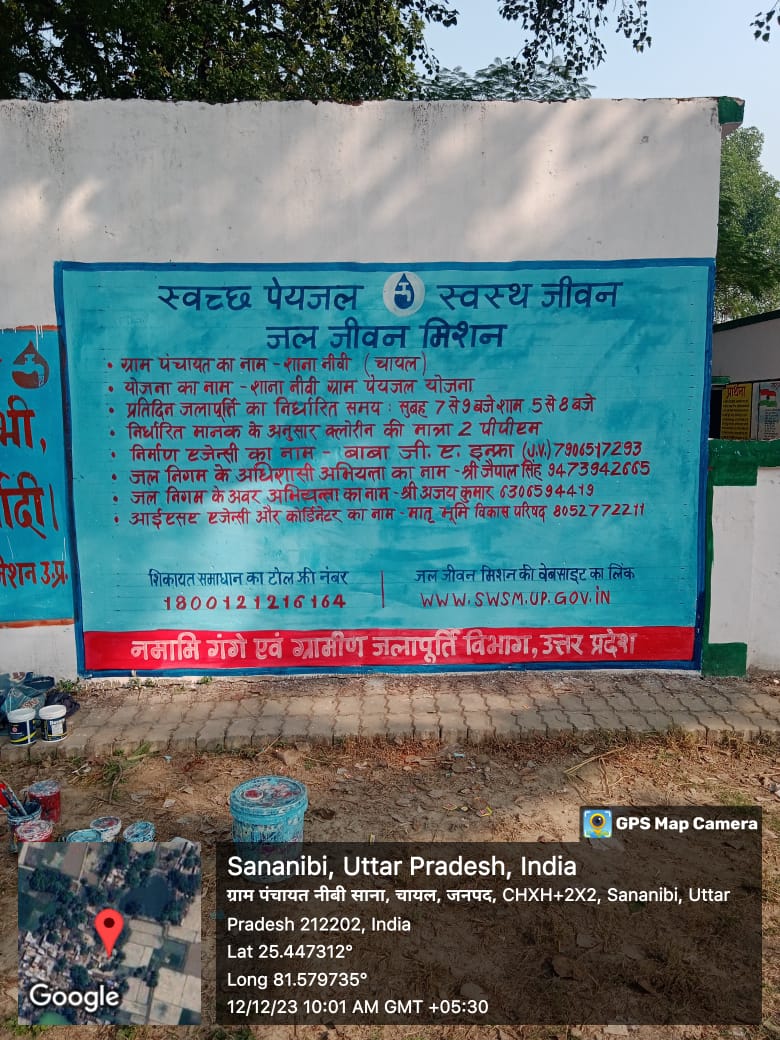 स्वच्छ पेयजल स्वस्थ जीवन
जल जीवन मिशन
• ग्राम पंचायत का नाम - शाना नीबी (चायल)
• योजना का नाम - शाना नीबी ग्राम पेयजल योजना
• प्रतिदिन जलापूर्ति का निर्धारित समय : सुबह 7 से 9 बजे शाम 5 से 8 बजे
• निर्धारित मानक के अनुसार क्लोरीन की मात्रा 2 पीपीएम
• निर्माण एजेन्सी का नाम - बाबा जी. ए. इन्फ्रा (J.V.) 7906517293
• जल निगम के अधिशासी अभियन्ता का नाम - श्री जैपाल सिंह 9473942665
• जल निगम के अवर अभियन्ता का नाम - श्री अजय कुमार 6306594419
• आईएसए एजेन्सी और कोर्डिनेटर का नाम - मातृ भूमि विकास परिषद 8052772211
शिकायत समाधान का टोल फ्री नंबर
1800121216164
जल जीवन मिशन की वेबसाइट का लिंक
WWW.SWSM.UP.GOV.IN
नमामि गंगे एवं ग्रामीण जलापूर्ति विभाग, उत्तर प्रदेश
मी,
र्वादी।
मेशन उ.प्र.
प्रार्थना
GPS Map Camera
Sananibi, Uttar Pradesh, India
ग्राम पंचायत नीबी साना, चायल, जनपद, CHXH+2X2, Sananibi, Uttar
Pradesh 212202, India
Lat 25.447312°
Long 81.579735°
12/12/23 10:01 AM GMT +05:30
Google